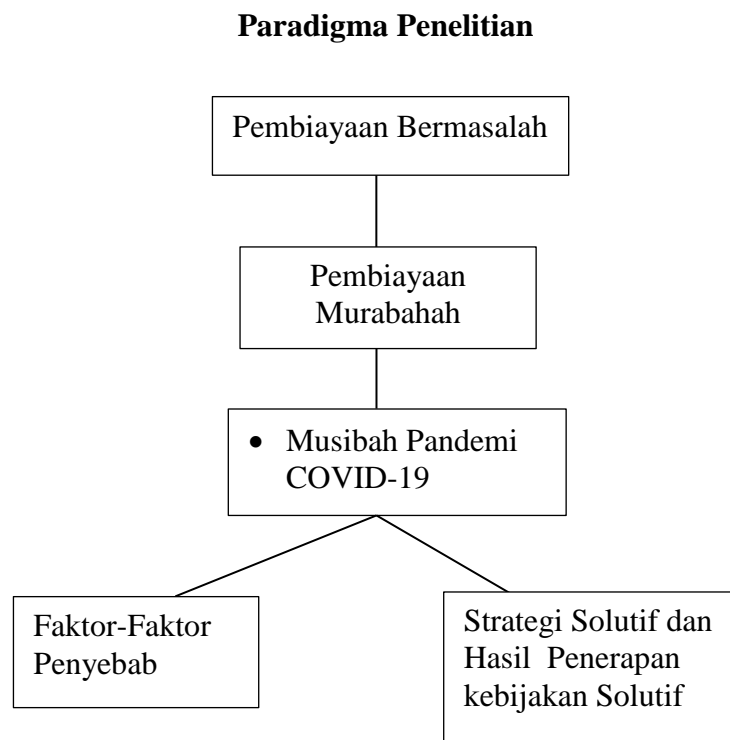 Paradigma Penelitian
Pembiayaan Bermasalah
Pembiayaan
Murabahah
• Musibah Pandemi
COVID-19
Faktor-Faktor
Penyebab
Strategi Solutif dan
Hasil Penerapan
kebijakan Solutif